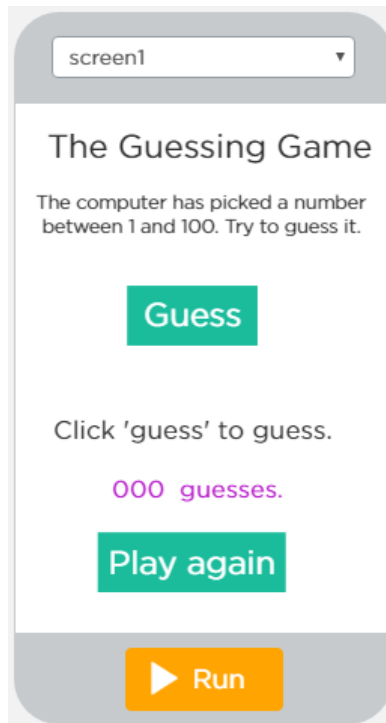 screen1
The Guessing Game
The computer has picked a number
between 1 and 100. Try to guess it.
Guess
Click 'guess' to guess.
000 guesses.
Play again
Run